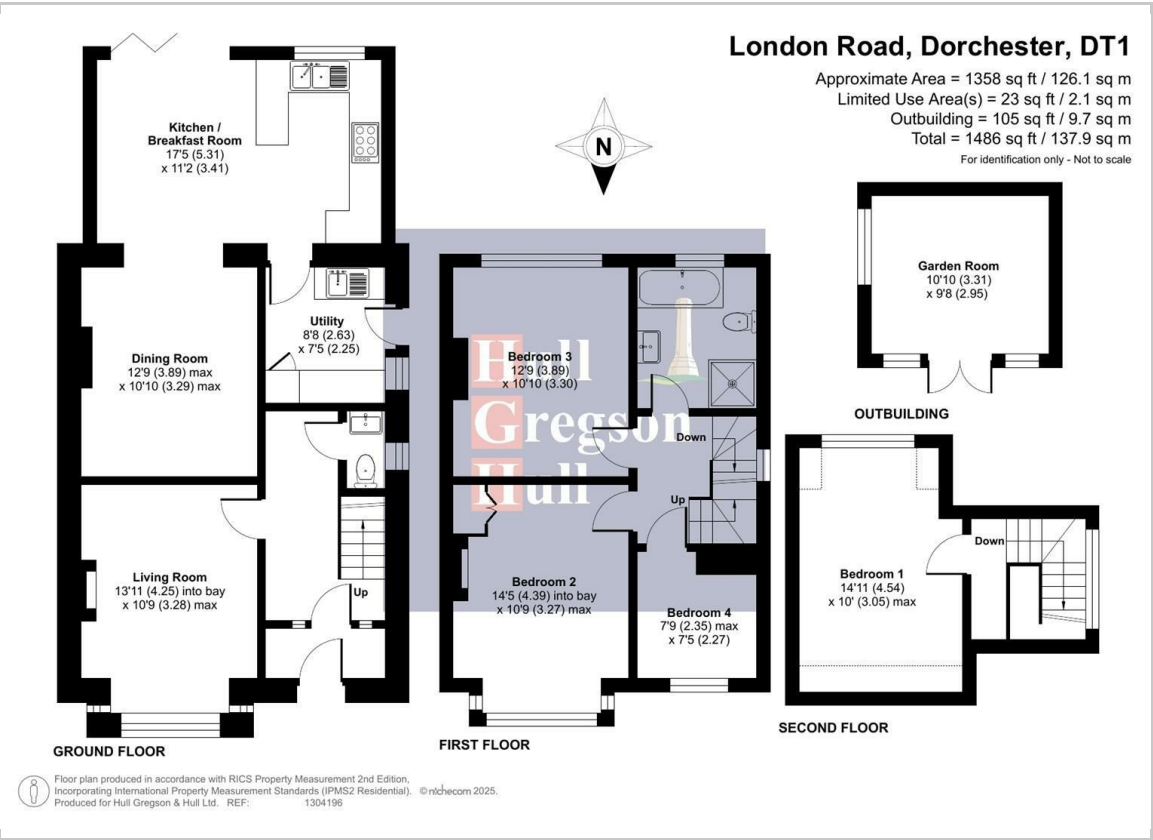 London Road, Dorchester, DT1
Approximate Area = 1358 sq ft / 126.1 sq m
Limited Use Area(s) = 23 sq ft / 2.1 sq m
Outbuilding = 105 sq ft / 9.7 sq m
Total = 1486 sq ft / 137.9 sq m
For identification only - Not to scale
N
Kitchen /
Breakfast Room
17'5 (5.31)
x 11'2 (3.41)
Utility
8'8 (2.63)
x 7'5 (2.25)
Dining Room
12'9 (3.89) max
x 10'10 (3.29) max
Living Room
13'11 (4.25) into bay
x 10'9 (3.28) max
Up
GROUND FLOOR
Hull
Gregson
Hull
Bedroom 3
12'9 (3.89)
x 10'10 (3.30)
Down
Up
Bedroom 2
14'5 (4.39) into bay
x 10'9 (3.27) max
Bedroom 4
7'9 (2.35) max
x 7'5 (2.27)
FIRST FLOOR
Garden Room
10'10 (3.31)
x 9'8 (2.95)
OUTBUILDING
Down
Bedroom 1
14'11 (4.54)
x 10' (3.05) max
SECOND FLOOR
Floor plan produced in accordance with RICS Property Measurement 2nd Edition,
Incorporating International Property Measurement Standards (IPMS2 Residential). © nichecom 2025.
Produced for Hull Gregson & Hull Ltd. REF: 1304196